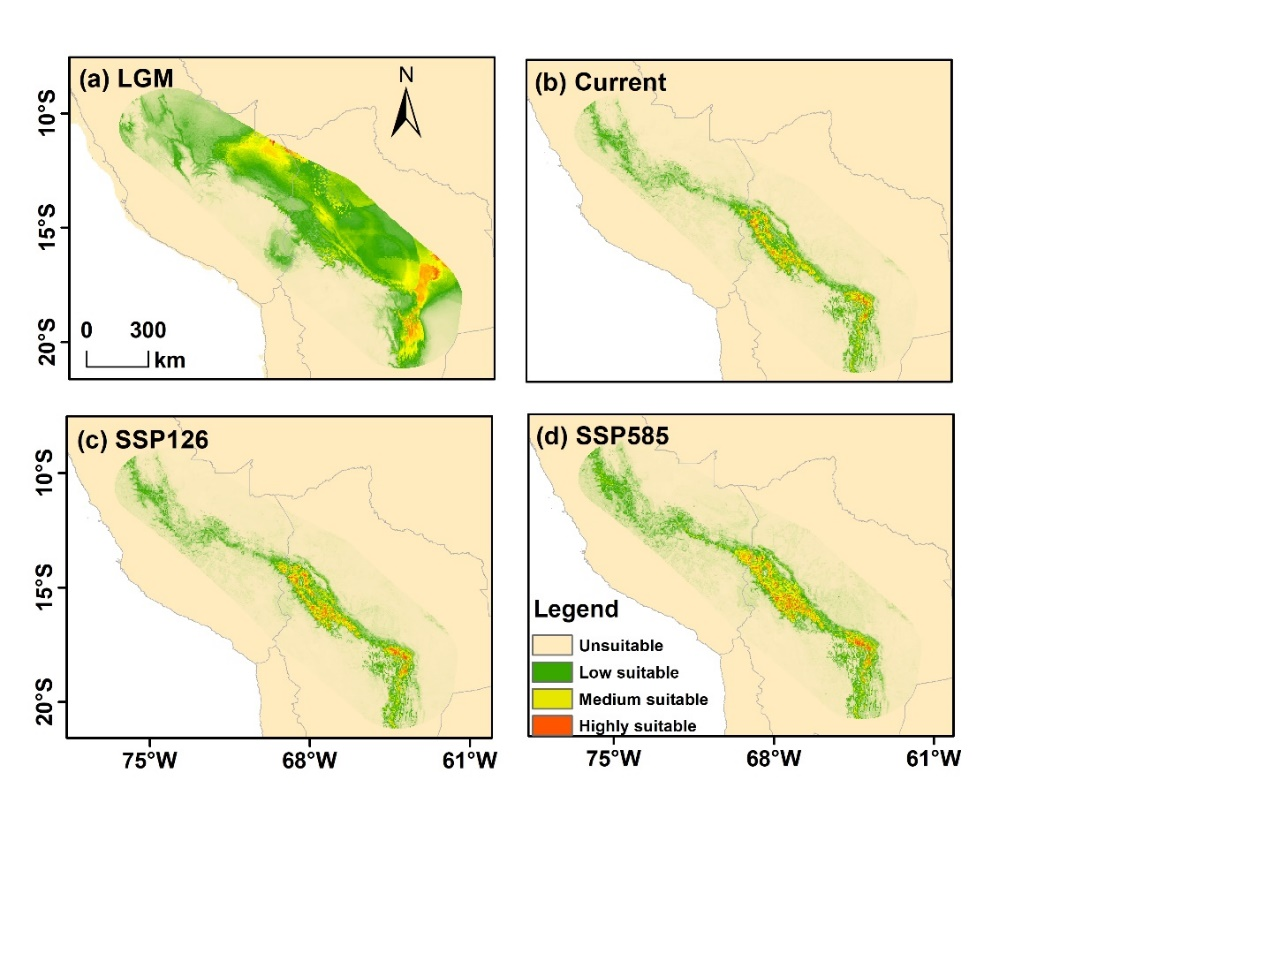 (a) LGM
N
10°S
15°S
20°S
0 300
km
(b) Current
(c) SSP126
10°S
15°S
20°S
75°W 68°W 61°W
(d) SSP585
Legend
Unsuitable
Low suitable
Medium suitable
Highly suitable
75°W 68°W 61°W